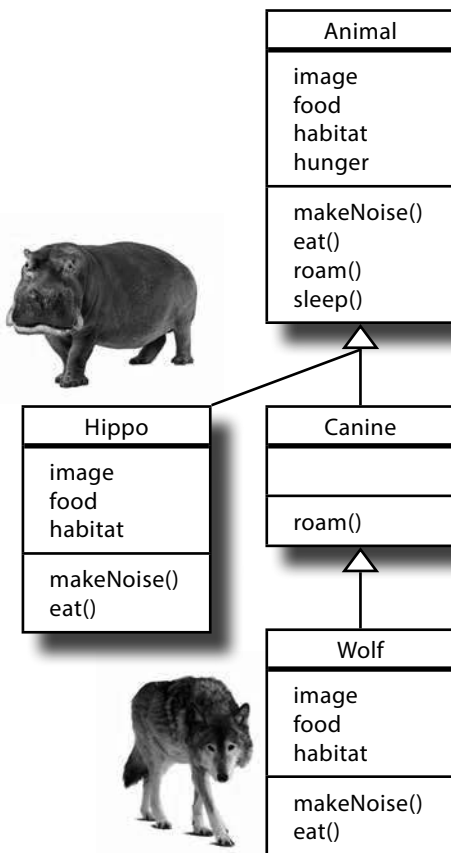 Animal
image
food
habitat
hunger
makeNoise()
eat()
roam()
sleep()
Hippo
image
food
habitat
makeNoise()
eat()
Canine
roam()
Wolf
image
food
habitat
makeNoise()
eat()